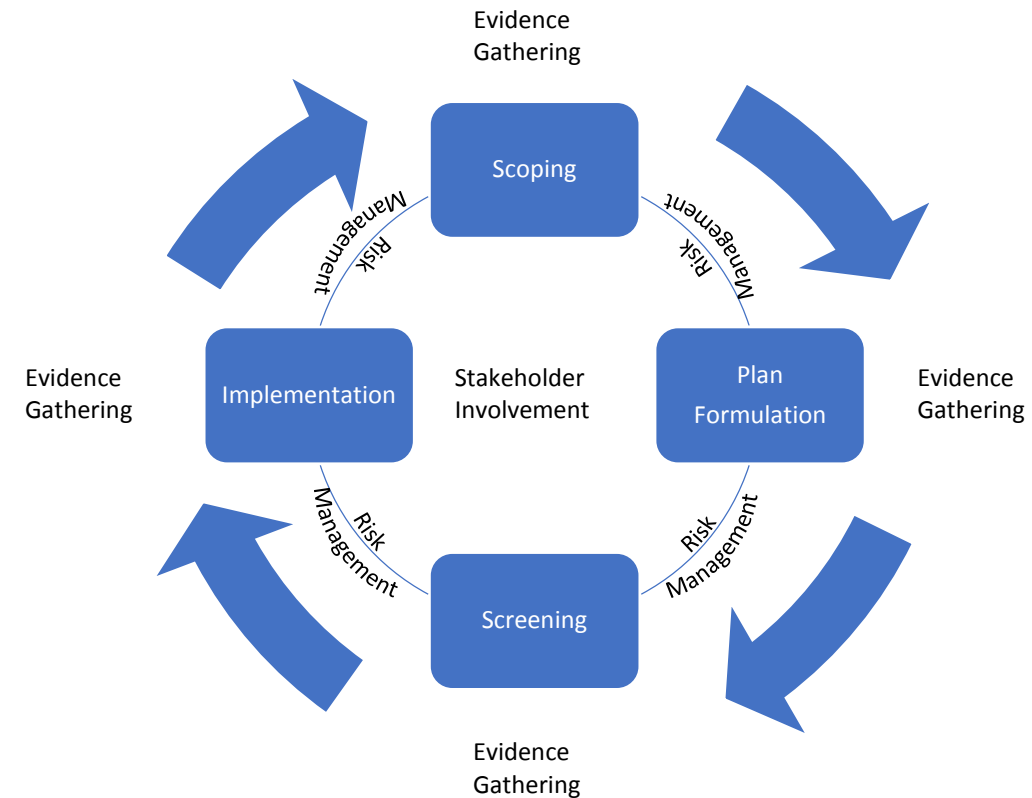 Evidence
Gathering
Scoping
Management
Risk
Management
Risk
Evidence
Gathering
Implementation
Stakeholder
Involvement
Plan
Formulation
Evidence
Gathering
Risk
Management
Risk
Management
Screening
Evidence
Gathering